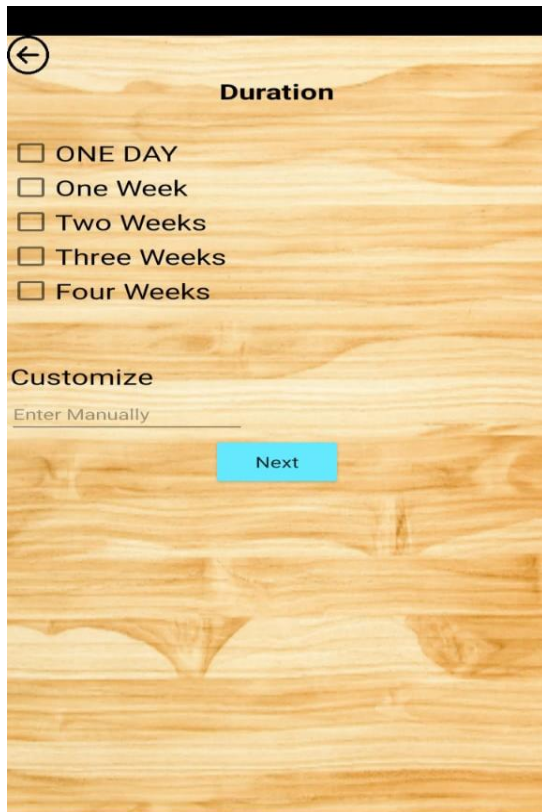 Duration
ONE DAY
One Week
Two Weeks
Three Weeks
Four Weeks
Customize
Enter Manually
Next